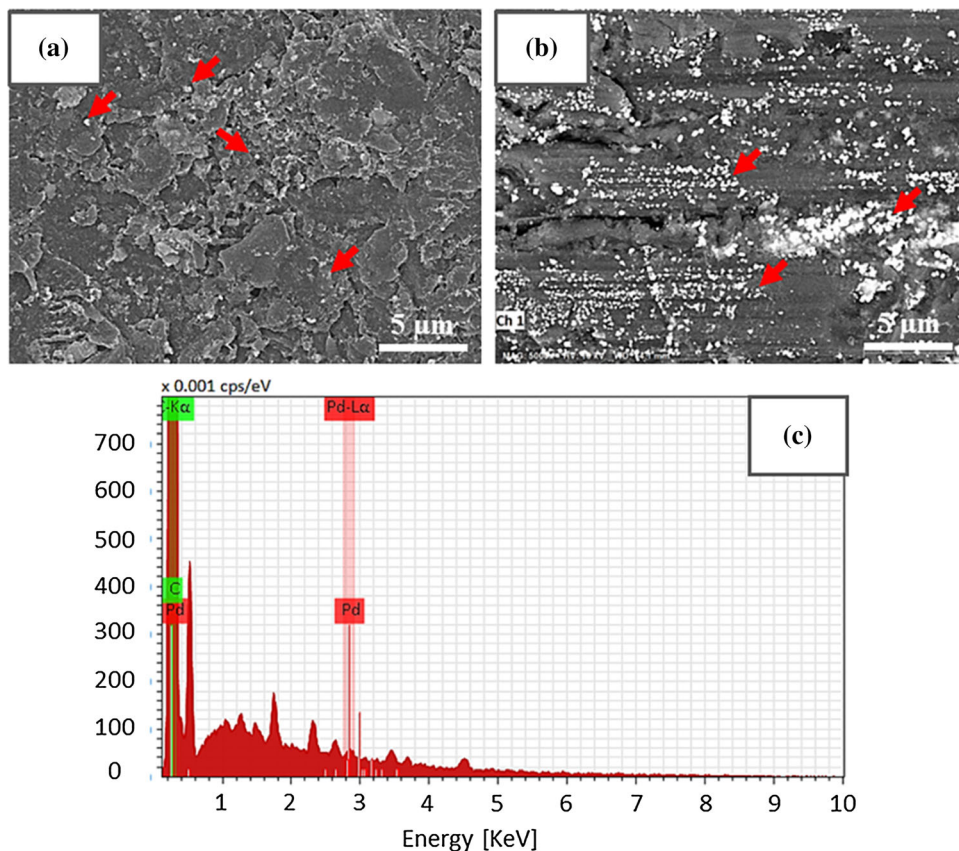 (a)
5 µm
(b)
Ch 1
5 µm
x 0.001 cps/eV
-Kα
Pd-Lα
(c)
700
600
500
400
300
200
100
0
C
Pd
Pd
1 2 3 4 5 6 7 8 9 10
Energy [KeV]